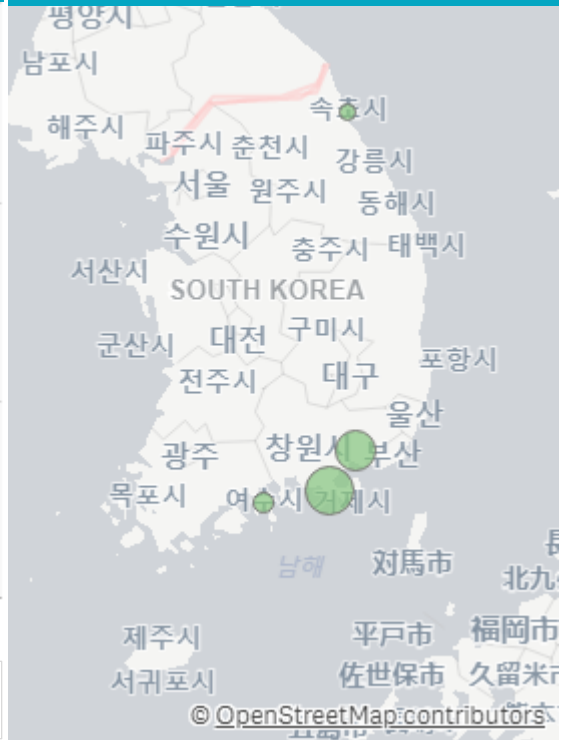 평양시
남포시
해주시
속초시
파주시 춘천시
강릉시
서울 원주시
동해시
수원시
충주시 태백시
서산시
SOUTH KOREA
군산시 대전 구미시
포항시
전주시 대구
울산
광주 창원시 부산
목포시 여수시 거제시
남해 対馬市
北九
제주시 平戸市 福岡市
서귀포시 佐世保市 久留米市
© OpenStreetMap contributors